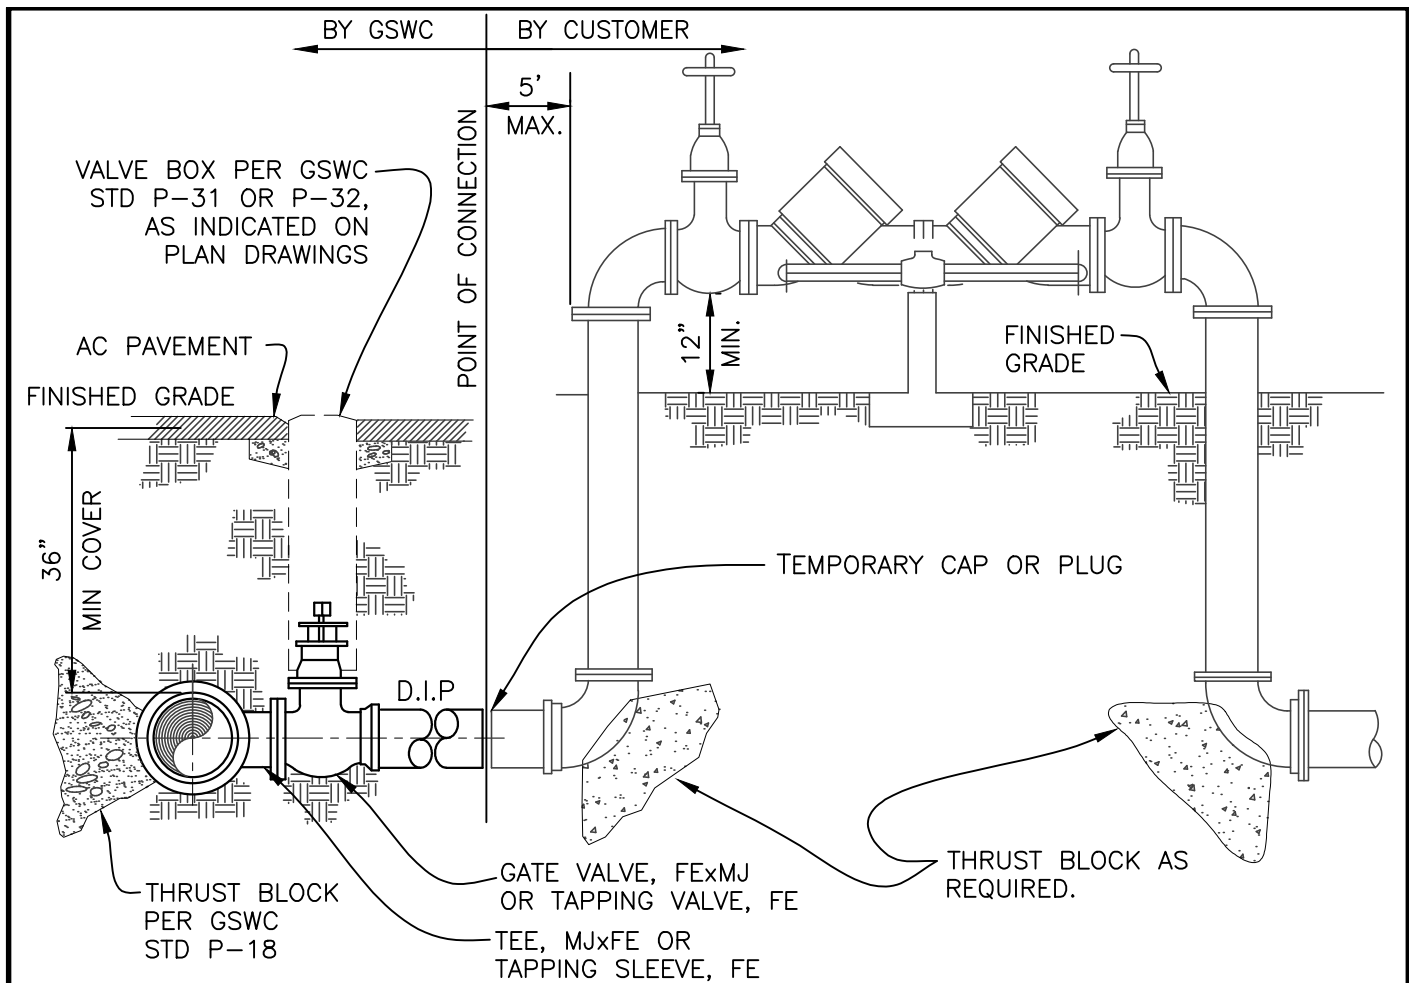 BY GSWC
BY CUSTOMER
5'
MAX.
POINT OF CONNECTION
VALVE BOX PER GSWC
STD P-31 OR P-32,
AS INDICATED ON
PLAN DRAWINGS
AC PAVEMENT
FINISHED GRADE
12"
MIN.
FINISHED
GRADE
36"
MIN COVER
TEMPORARY CAP OR PLUG
D.I.P
THRUST BLOCK
PER GSWC
STD P-18
GATE VALVE, FExMJ
OR TAPPING VALVE, FE
TEE, MJxFE OR
TAPPING SLEEVE, FE
THRUST BLOCK AS
REQUIRED.